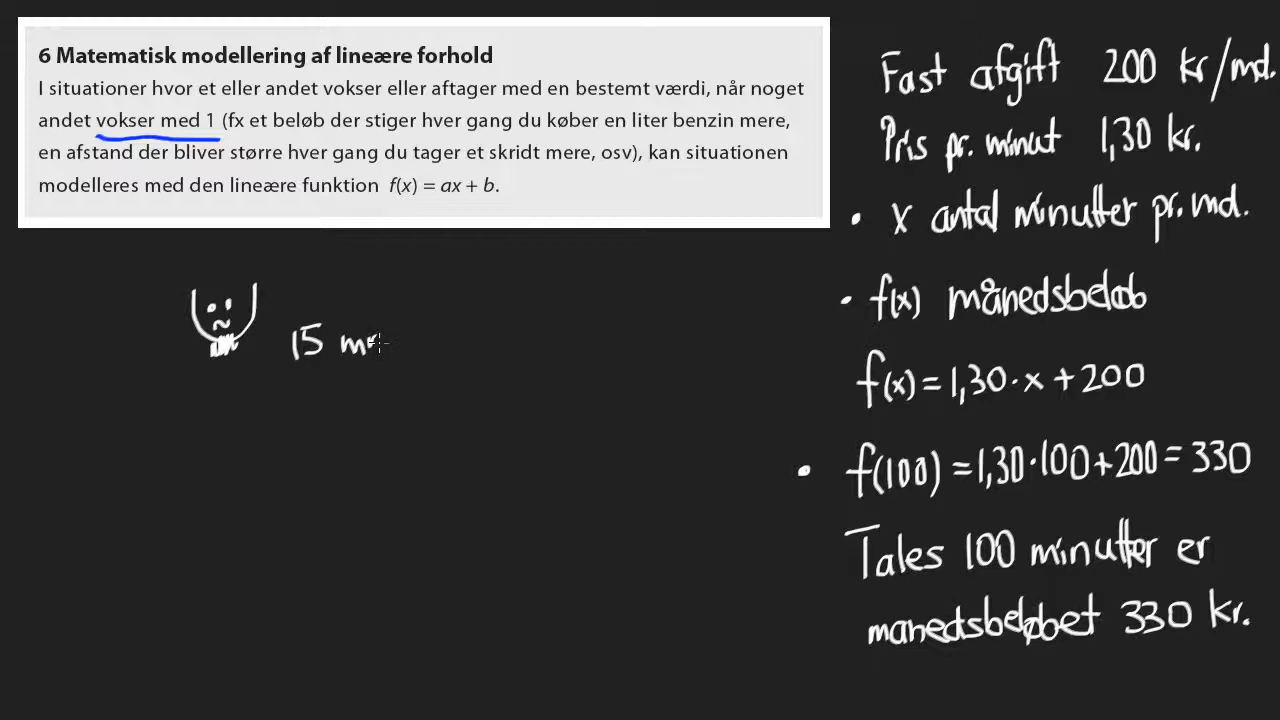 6 Matematisk modellering af lineære forhold
I situationer hvor et eller andet vokser eller aftager med en bestemt værdi, når noget
andet vokser med 1 (fx et beløb der stiger hver gang du køber en liter benzin mere,
en afstand der bliver større hver gang du tager et skridt mere, osv), kan situationen
modelleres med den lineære funktion f(x) = ax + b.
15
Fast afgift 200 kr/md.
Pris pr. minut 1,30 kr.
• x antal minutter pr. md.
• f(x) månedsbeløb
f(x) = 1,30 · x + 200
• f(100) = 1,30 · 100 + 200 = 330
Tales 100 minutter er
månedsbeløbet 330 kr.